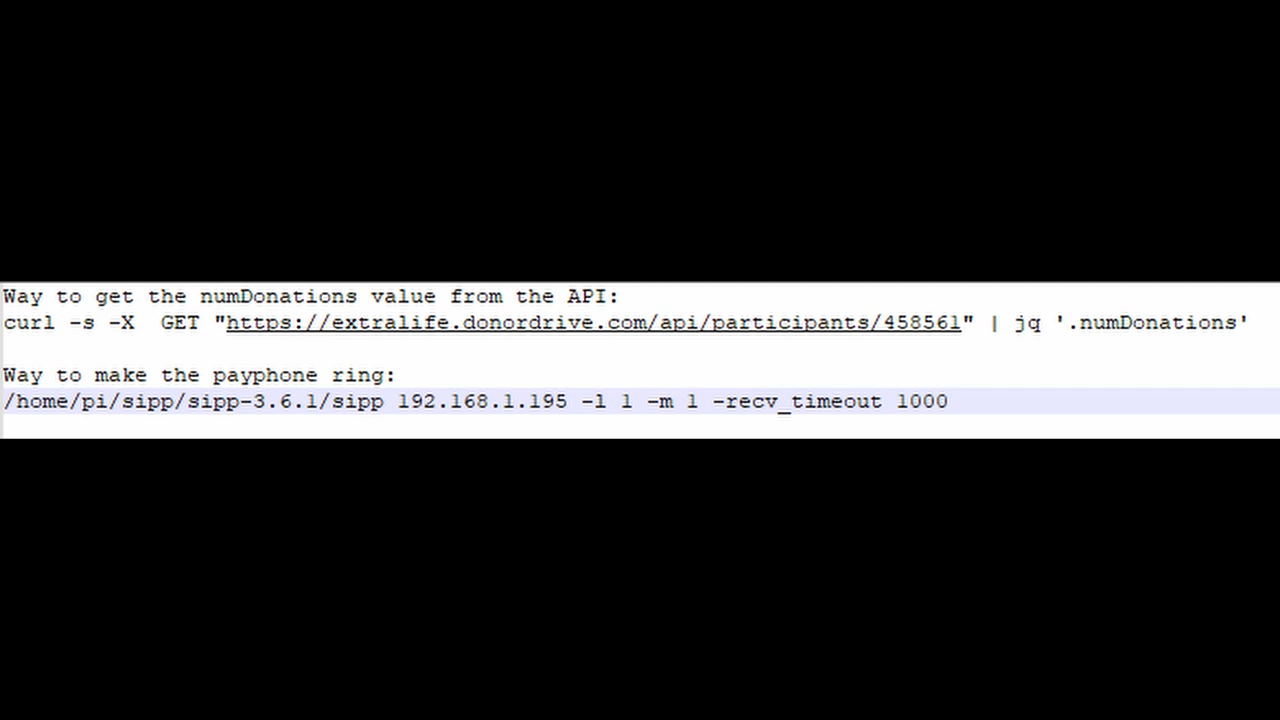 Way to get the numDonations value from the API:
curl -s -X  GET "https://extralife.donordrive.com/api/participants/458561" | jq '.numDonations'
Way to make the payphone ring:
/home/pi/sipp/sipp-3.6.1/sipp 192.168.1.195 -l 1 -m 1 -recv_timeout 1000